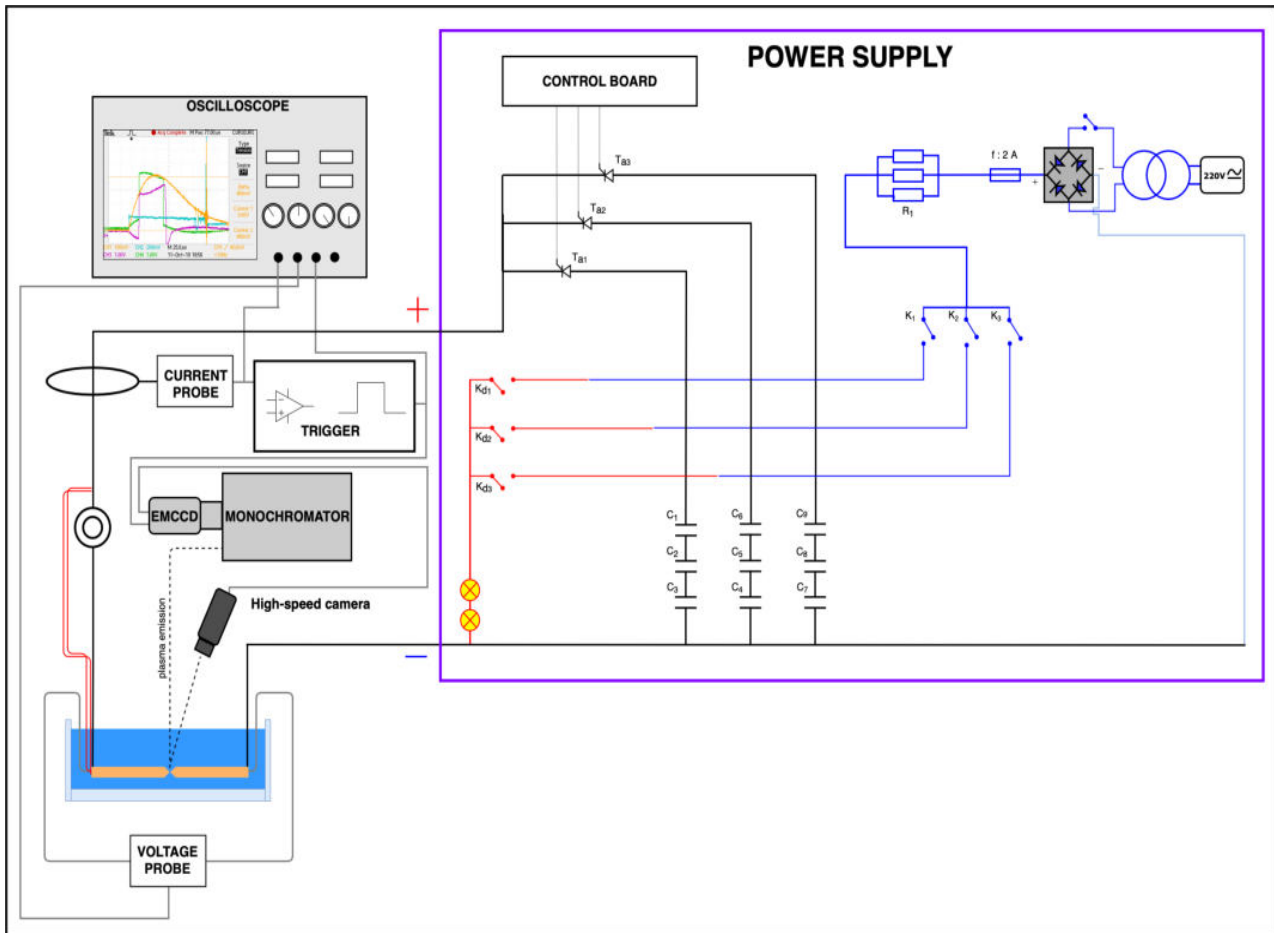 POWER SUPPLY
CONTROL BOARD
OSCILLOSCOPE
Ta3
Ta2
Ta1
R1
f : 2 A
+
−
220V
K1
K2
K3
+
CURRENT
PROBE
TRIGGER
Kd1
Kd2
Kd3
EMCCD
MONOCHROMATOR
C1
C6
C9
C2
C5
C8
C3
C4
C7
High-speed camera
plasma emission
−
VOLTAGE
PROBE